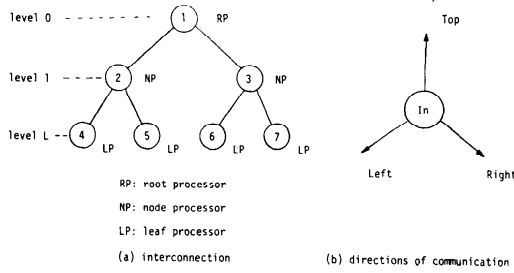 level 0
1
RP
level 1
2
NP
3
NP
level L
4
LP
5
LP
6
LP
7
LP
RP: root processor
NP: node processor
LP: leaf processor
(a) interconnection
Top
In
Left
Right
(b) directions of communication